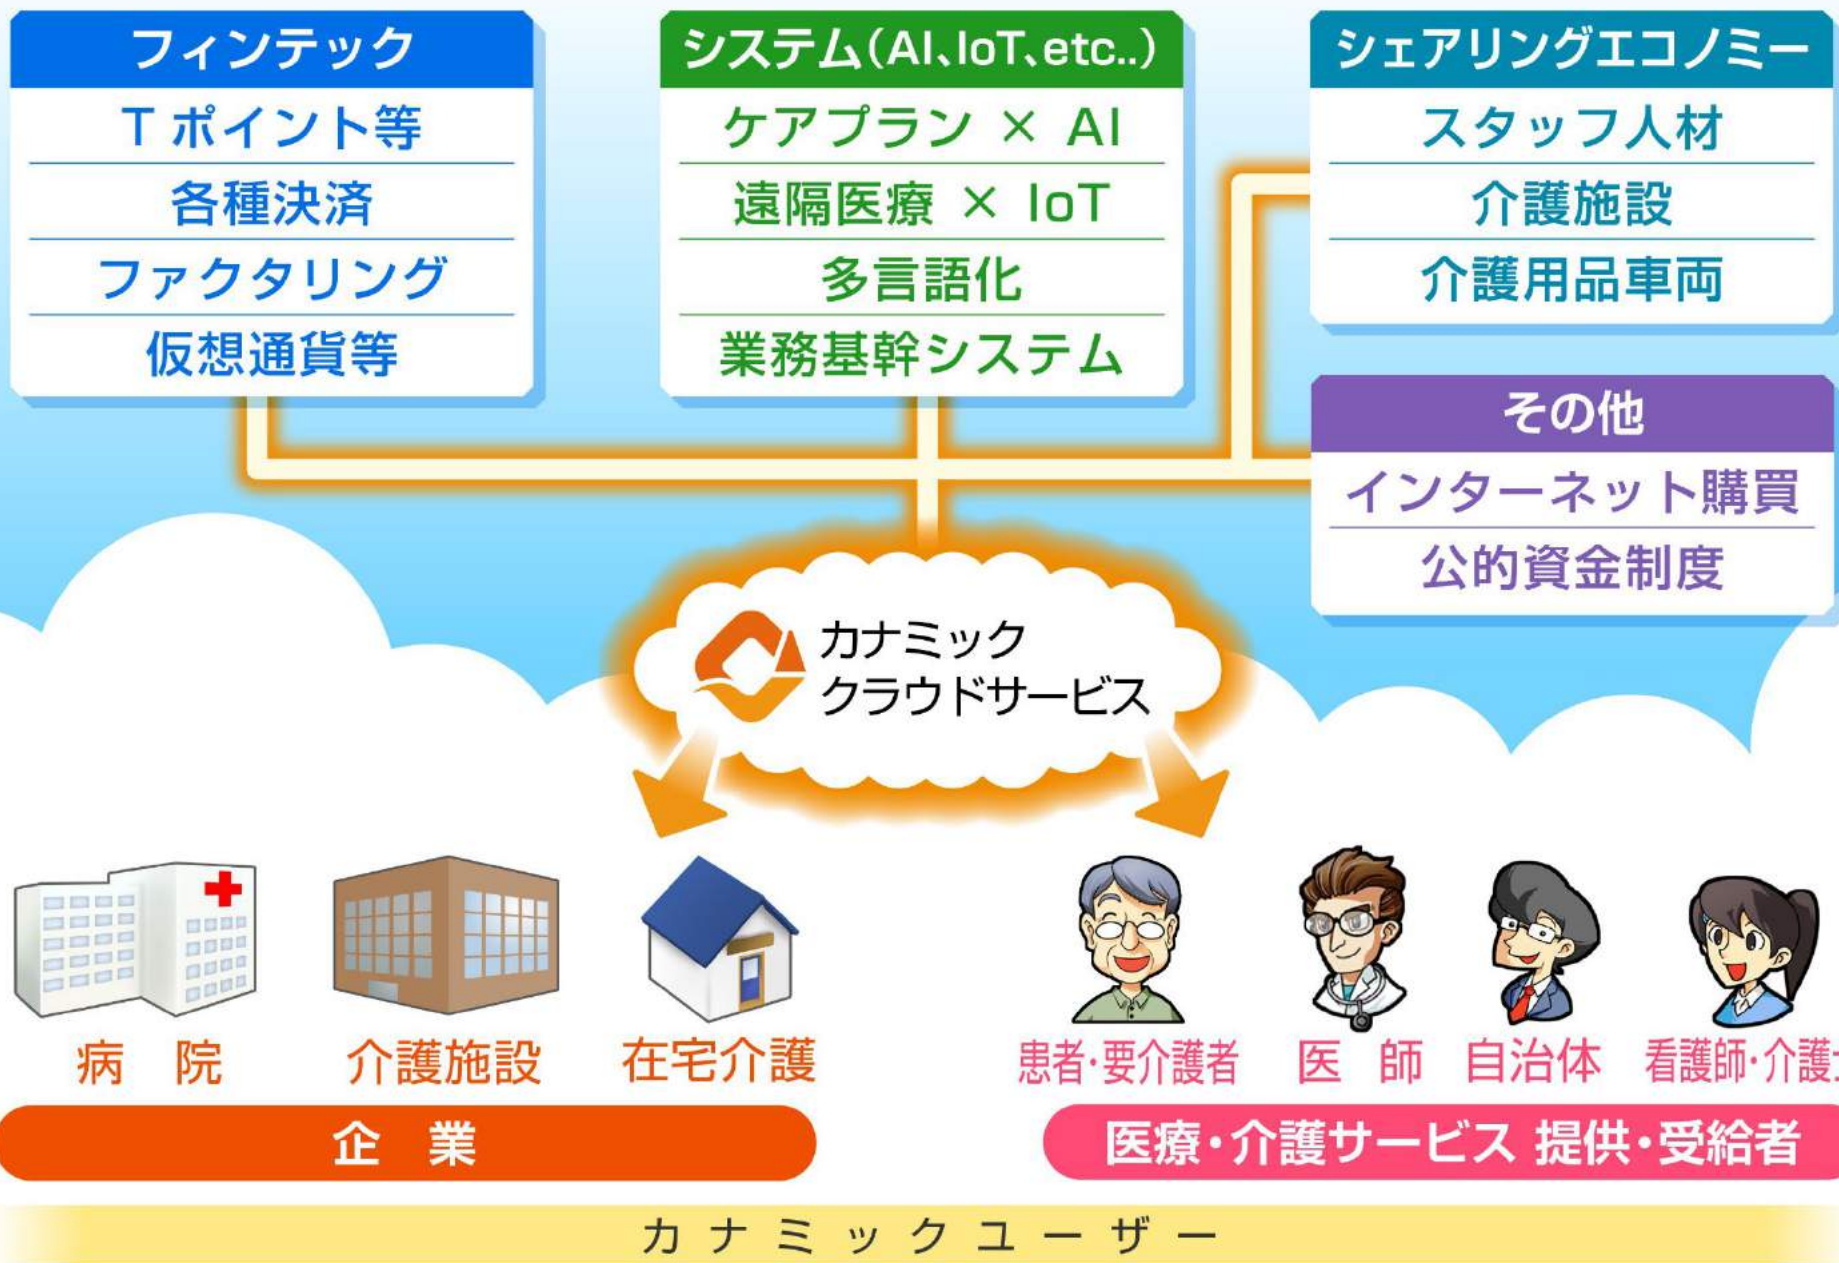 フィンテック
Tポイント等
各種決済
ファクタリング
仮想通貨等
システム(AI、IoT、etc..)
ケアプラン × AI
遠隔医療 × IoT
多言語化
業務基幹システム
シェアリングエコノミー
スタッフ人材
介護施設
介護用品車両
その他
インターネット購買
公的資金制度
カナミック
クラウドサービス
病 院
介護施設
在宅介護
企 業
患者・要介護者
医 師
自治体
看護師・介護
医療・介護サービス 提供・受給者
カナミックユーザー